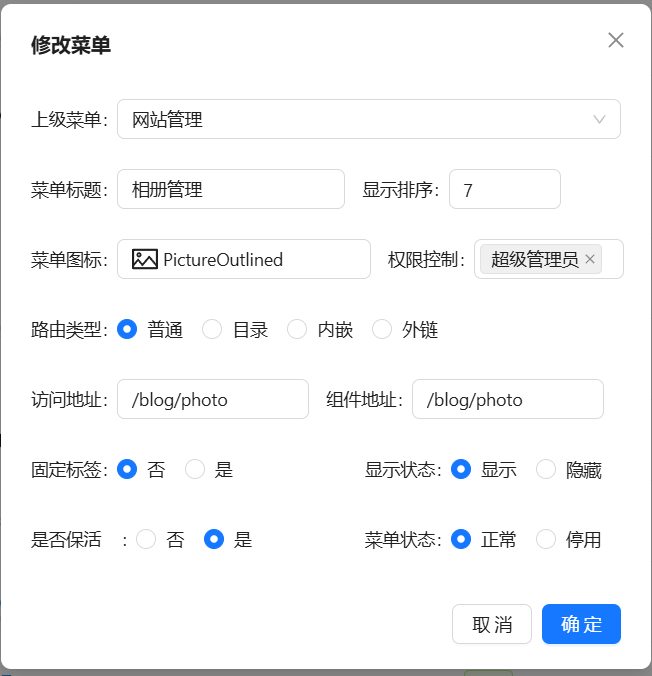 修改菜单
上级菜单: 网站管理
菜单标题: 相册管理 显示排序: 7
菜单图标: PictureOutlined 权限控制: 超级管理员 ×
路由类型: 普通 目录 内嵌 外链
访问地址: /blog/photo 组件地址: /blog/photo
固定标签: 否 是 显示状态: 显示 隐藏
是否保活 : 否 是 菜单状态: 正常 停用
取 消 确 定